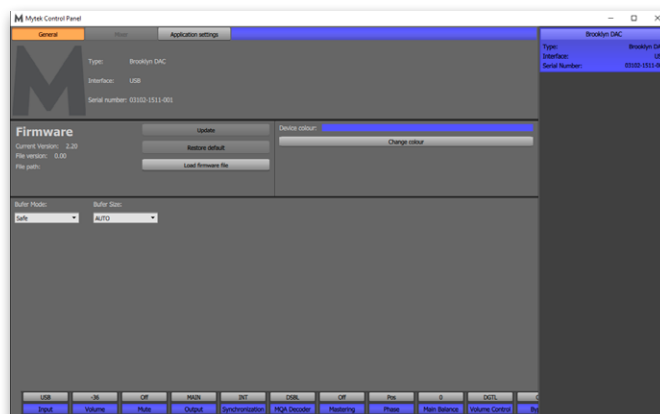 Mytek Control Panel
General
Mixer
Application settings
Brooklyn DAC
Type: Brooklyn DAC
Interface: USB
Serial number: 03102-1511-001
Type: Brooklyn
Interface:
Serial Number:
Firmware
Current Version: 2.20
File version: 0.00
File path:
Update
Restore default
Load firmware file
Device colour:
Change colour
Bufer Mode:
Bufer Size:
Safe
AUTO
USB
-36
Off
MAIN
INT
DSBL
Off
Pos
0
DGTL
Input
Volume
Mute
Output
Synchronization
MQA Decoder
Mastering
Phase
Main Balance
Volume Control